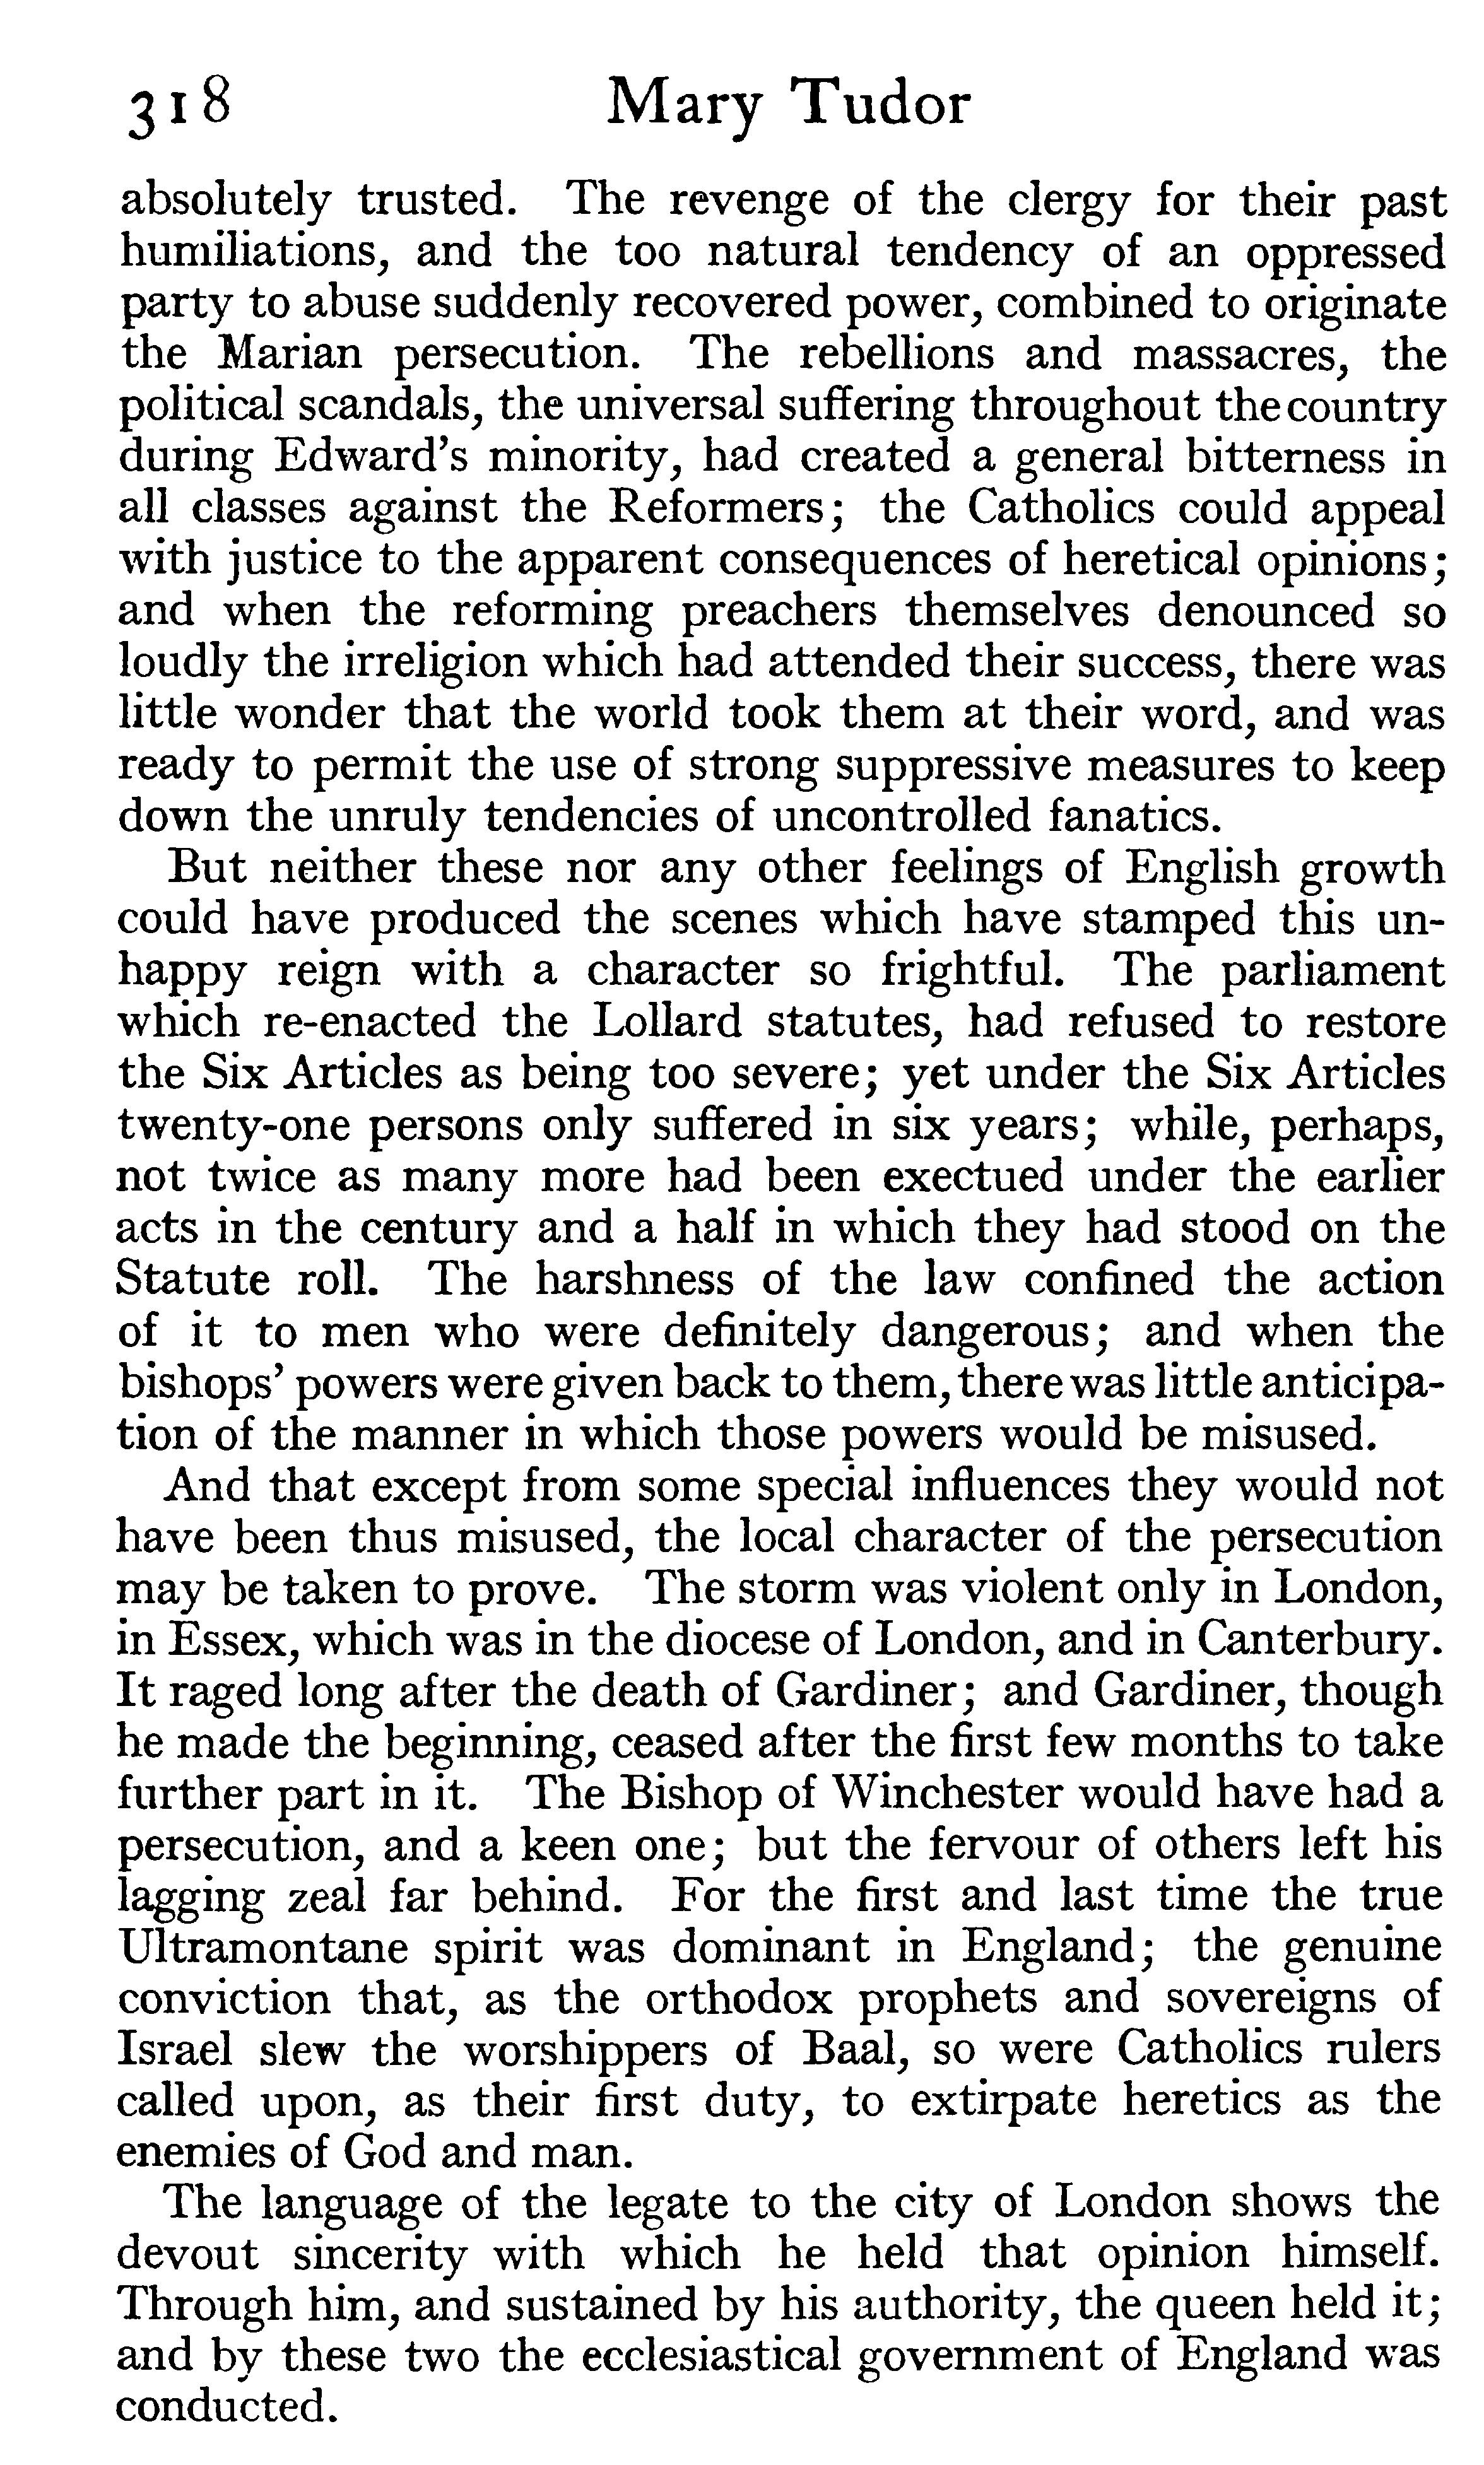 318 Mary Tudor
absolutely trusted. The revenge of the clergy for their past
humiliations, and the too natural tendency of an oppressed
party to abuse suddenly recovered power, combined to originate
the Marian persecution. The rebellions and massacres, the
political scandals, the universal suffering throughout the country
during Edward's minority, had created a general bitterness in
all classes against the Reformers; the Catholics could appeal
with justice to the apparent consequences of heretical opinions;
and when the reforming preachers themselves denounced so
loudly the irreligion which had attended their success, there was
little wonder that the world took them at their word, and was
ready to permit the use of strong suppressive measures to keep
down the unruly tendencies of uncontrolled fanatics.
But neither these nor any other feelings of English growth
could have produced the scenes which have stamped this un-
happy reign with a character so frightful. The parliament
which re-enacted the Lollard statutes, had refused to restore
the Six Articles as being too severe; yet under the Six Articles
twenty-one persons only suffered in six years; while, perhaps,
not twice as many more had been exectued under the earlier
acts in the century and a half in which they had stood on the
Statute roll. The harshness of the law confined the action
of it to men who were definitely dangerous; and when the
bishops' powers were given back to them, there was little anticipa-
tion of the manner in which those powers would be misused.
And that except from some special influences they would not
have been thus misused, the local character of the persecution
may be taken to prove. The storm was violent only in London,
in Essex, which was in the diocese of London, and in Canterbury.
It raged long after the death of Gardiner; and Gardiner, though
he made the beginning, ceased after the first few months to take
further part in it. The Bishop of Winchester would have had a
persecution, and a keen one; but the fervour of others left his
lagging zeal far behind. For the first and last time the true
Ultramontane spirit was dominant in England; the genuine
conviction that, as the orthodox prophets and sovereigns of
Israel slew the worshippers of Baal, so were Catholics rulers
called upon, as their first duty, to extirpate heretics as the
enemies of God and man.
The language of the legate to the city of London shows the
devout sincerity with which he held that opinion himself.
Through him, and sustained by his authority, the queen held it;
and by these two the ecclesiastical government of England was
conducted.